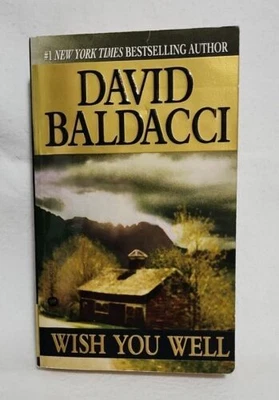 #1 NEW YORK TIMES BESTSELLING AUTHOR
DAVID
BALDACCI
WISH YOU WELL